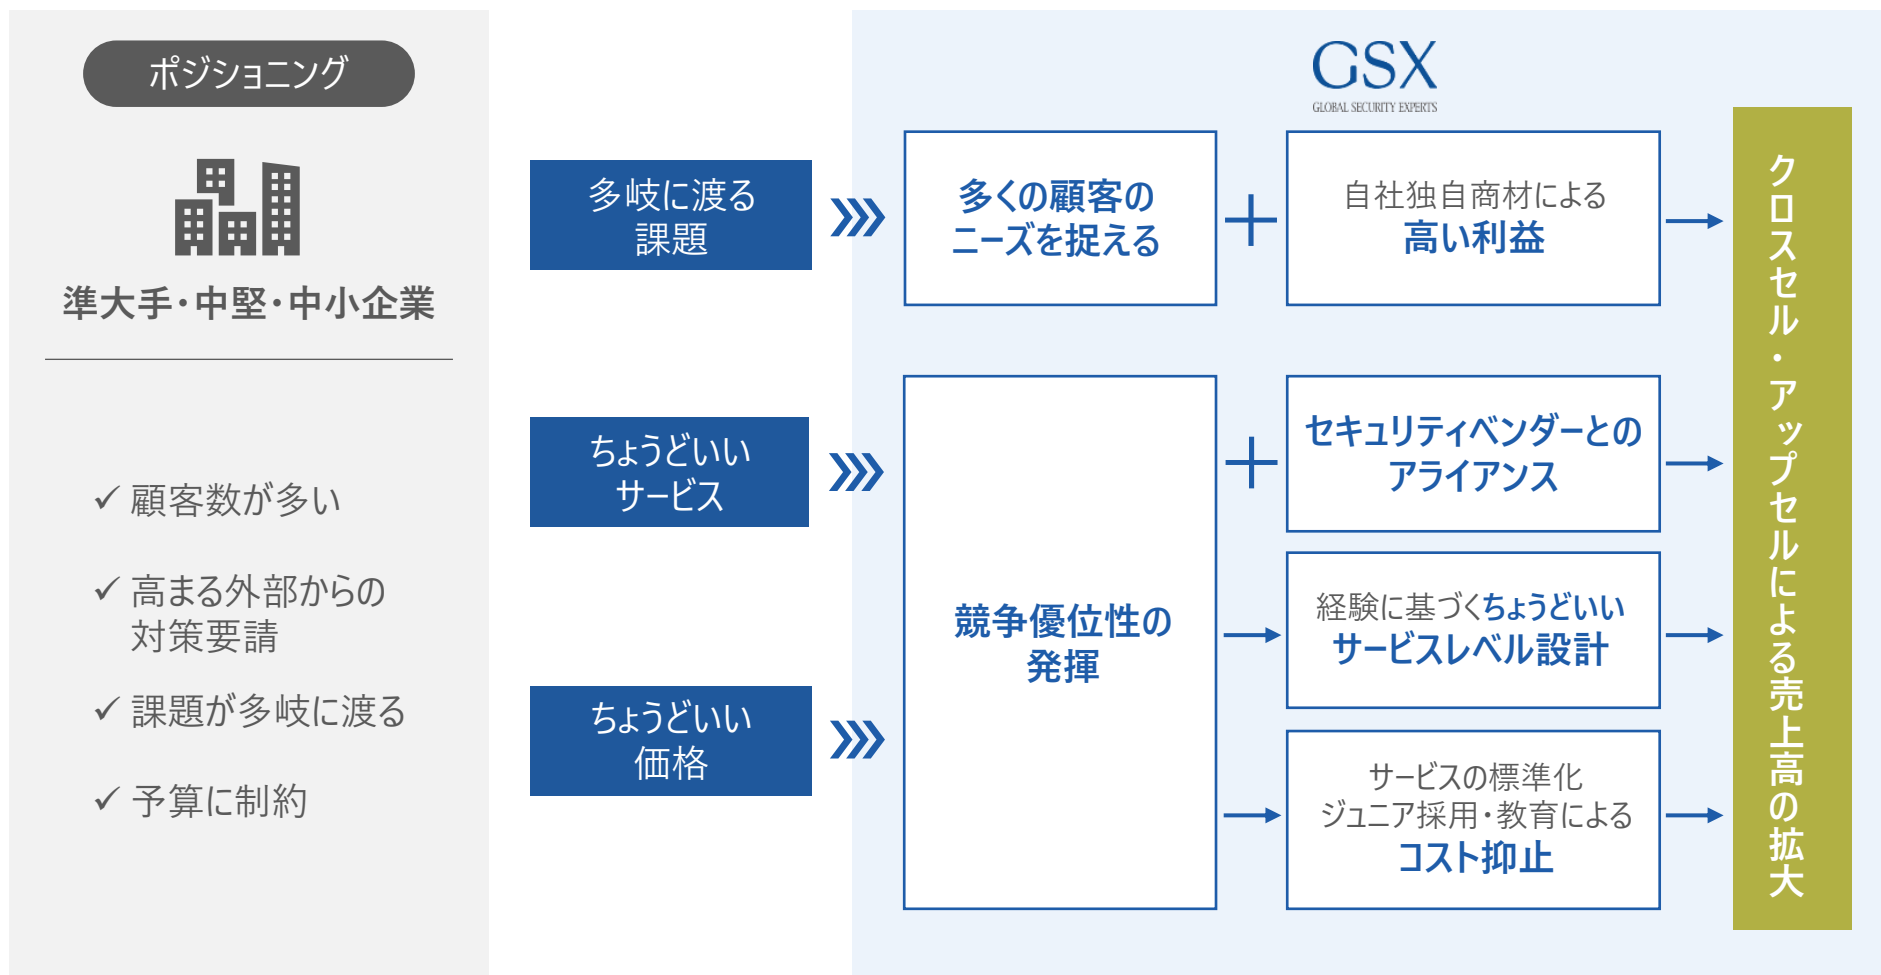 ポジショニング
準大手・中堅・中小企業
✓ 顧客数が多い
✓ 高まる外部からの
対策要請
✓ 課題が多岐に渡る
✓ 予算に制約
多岐に渡る
課題
ちょうどいい
サービス
ちょうどいい
価格
GSX
GLOBAL SECURITY EXPERTS
多くの顧客の
ニーズを捉える
自社独自商材による
高い利益
競争優位性の
発揮
セキュリティベンダーとの
アライアンス
経験に基づくちょうどいい
サービスレベル設計
サービスの標準化
ジュニア採用・教育による
コスト抑止
クロスセル・アップセルによる売上高の拡大